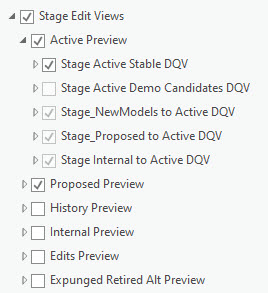 Stage Edit Views
Active Preview
Stage Active Stable DQV
Stage Active Demo Candidates DQV
Stage_NewModels to Active DQV
Stage_Proposed to Active DQV
Stage Internal to Active DQV
Proposed Preview
History Preview
Internal Preview
Edits Preview
Expunged Retired Alt Preview